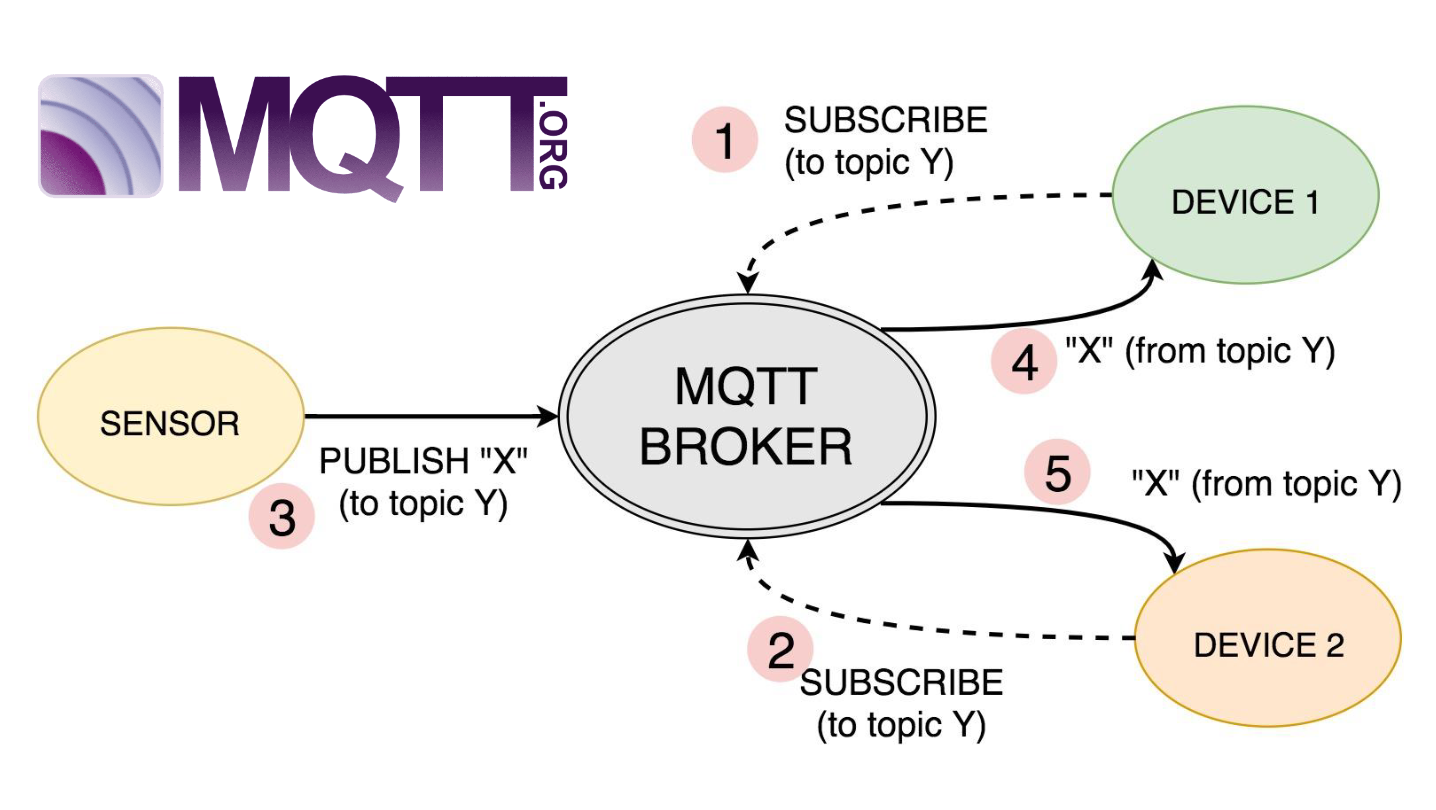 MQTT
.ORG
1
SUBSCRIBE
(to topic Y)
DEVICE 1
4
"X" (from topic Y)
MQTT
BROKER
SENSOR
PUBLISH "X"
(to topic Y)
3
5
"X" (from topic Y)
2
SUBSCRIBE
(to topic Y)
DEVICE 2